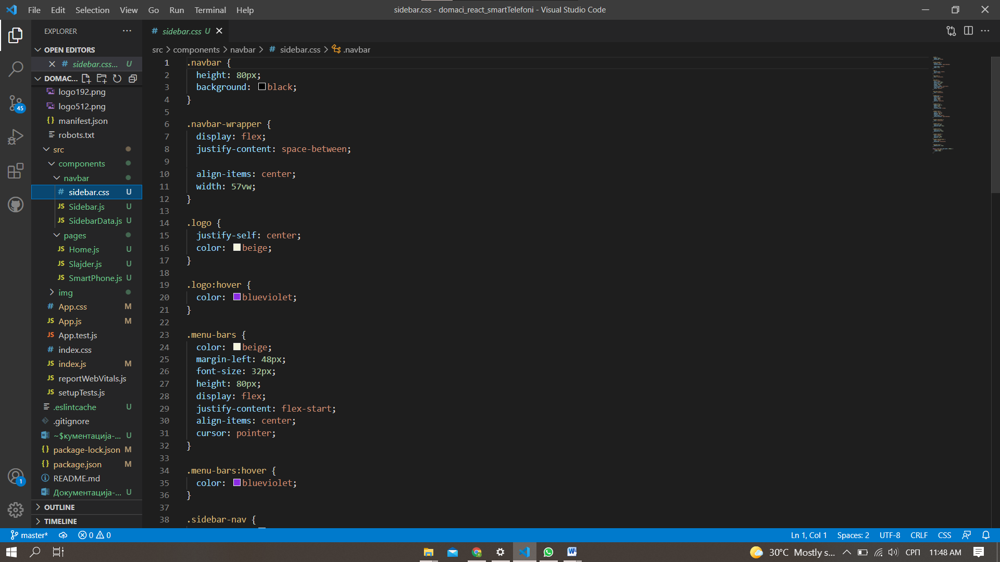 File Edit Selection View Go Run Terminal Help
sidebar.css - domaci_react_smartTelefoni - Visual Studio Code
EXPLORER
# sidebar.css U
OPEN EDITORS
# sidebar.css... U
DOMAC...
logo192.png
logo512.png
{} manifest.json
robots.txt
src
components
navbar
# sidebar.css U
JS Sidebar.js U
JS SidebarData.js U
pages
JS Home.js U
JS Slajder.js U
JS SmartPhone.js U
img
# App.css M
JS App.js M
JS App.test.js
# index.css
JS index.js M
JS reportWebVitals.js
JS setupTests.js
.eslintcache U
.gitignore
~$кументација-... U
{} package-lock.json M
{} package.json M
README.md
Документација-... U
OUTLINE
TIMELINE
45
1
src > components > navbar > # sidebar.css > .navbar
1 .navbar {
2 height: 80px;
3 background: black;
4 }
5
6 .navbar-wrapper {
7 display: flex;
8 justify-content: space-between;
9
10 align-items: center;
11 width: 57vw;
12 }
13
14 .logo {
15 justify-self: center;
16 color: beige;
17 }
18
19 .logo:hover {
20 color: blueviolet;
21 }
22
23 .menu-bars {
24 color: beige;
25 margin-left: 48px;
26 font-size: 32px;
27 height: 80px;
28 display: flex;
29 justify-content: flex-start;
30 align-items: center;
31 cursor: pointer;
32 }
33
34 .menu-bars:hover {
35 color: blueviolet;
36 }
37
38 .sidebar-nav {
master* 0 0
Ln 1, Col 1 Spaces: 2 UTF-8 CRLF CSS
30°C Mostly s... СРП 11:48 AM